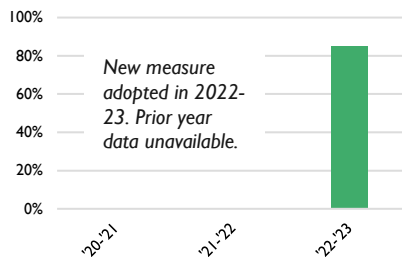 100%
80%
60%
40%
20%
0%
New measure
adopted in 2022-
23. Prior year
data unavailable.
'20-'21
'21-'22
'22-'23